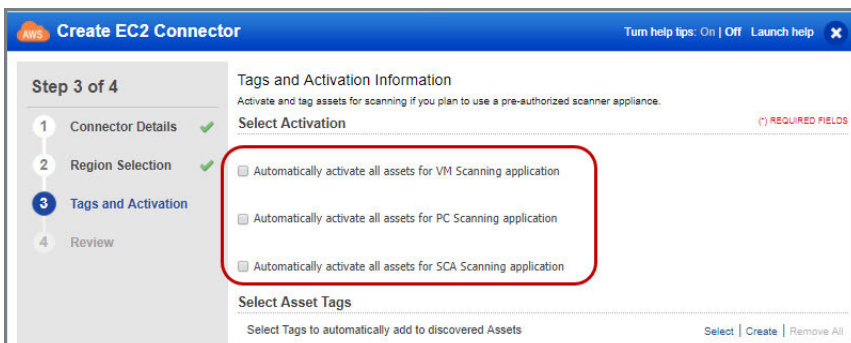 AWS Create EC2 Connector
Turn help tips: On | Off Launch help
Step 3 of 4
1 Connector Details
2 Region Selection
3 Tags and Activation
4 Review
Tags and Activation Information
Activate and tag assets for scanning if you plan to use a pre-authorized scanner appliance.
Select Activation
(*) REQUIRED FIELDS
Automatically activate all assets for VM Scanning application
Automatically activate all assets for PC Scanning application
Automatically activate all assets for SCA Scanning application
Select Asset Tags
Select Tags to automatically add to discovered Assets
Select | Create | Remove All